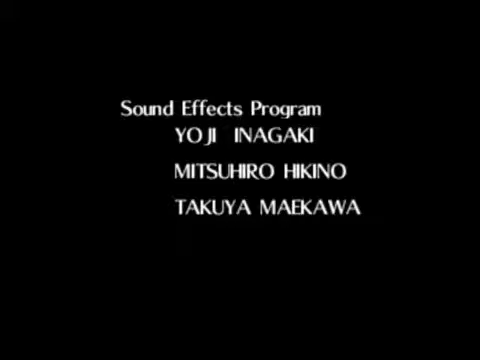 Sound Effects Program
YOJI INAGAKI
MITSUHIRO HIKINO
TAKUYA MAEKAWA